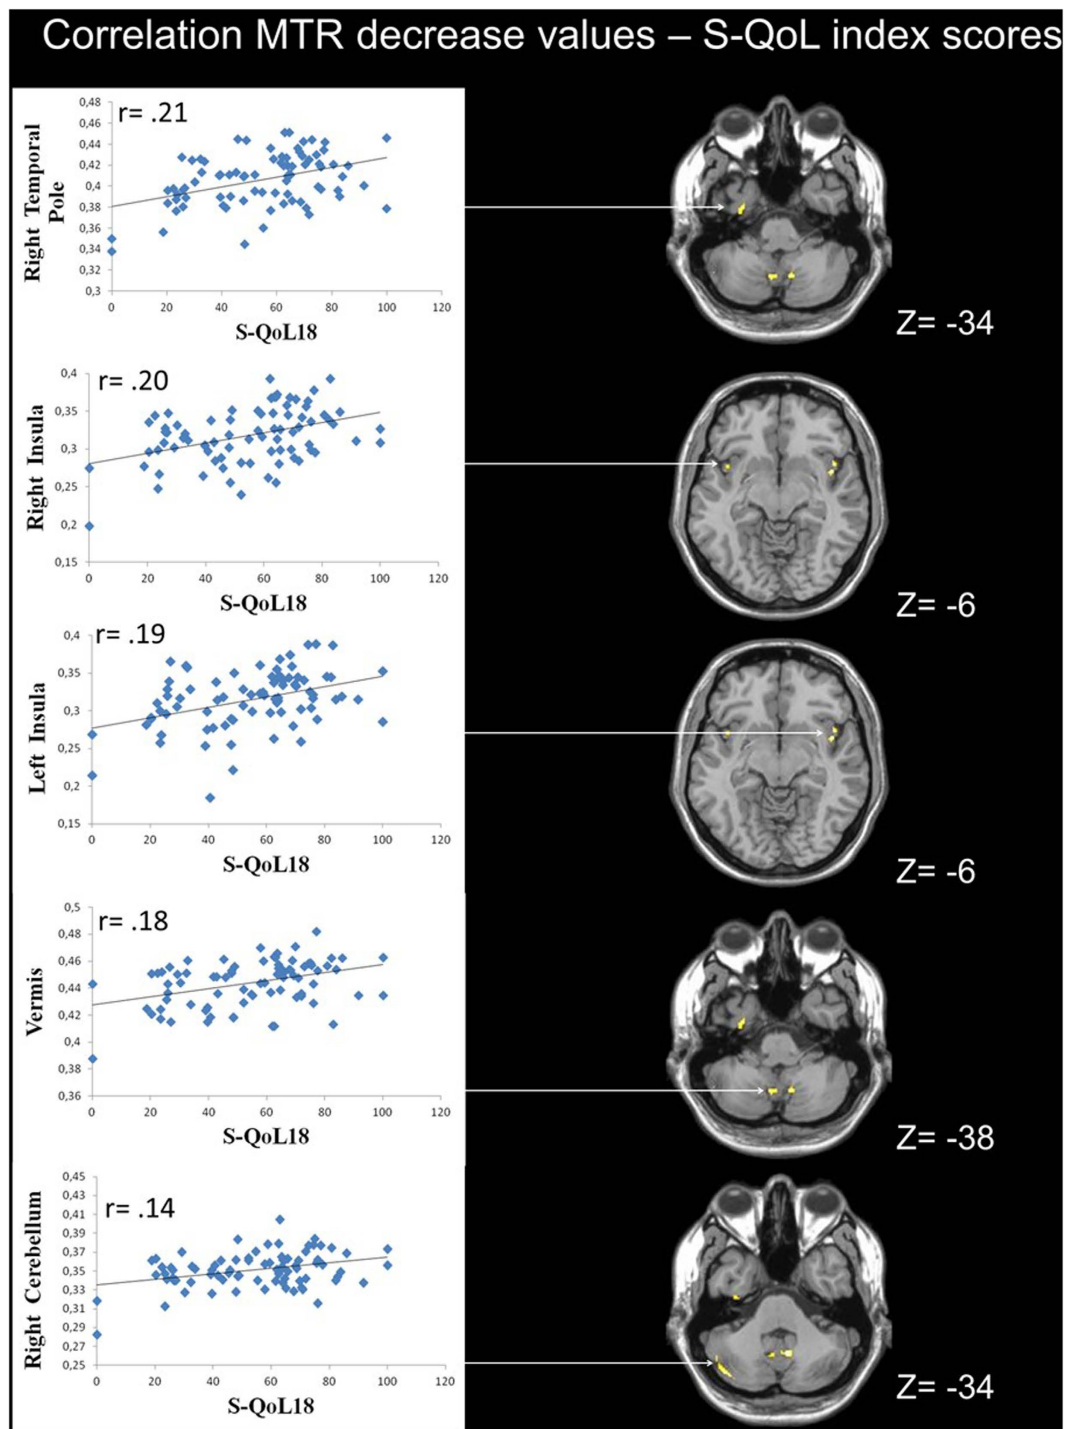 Correlation MTR decrease values – S-QoL index scores
r= .21
Right Temporal
Pole
0,48
0,46
0,44
0,42
0,4
0,38
0,36
0,34
0,32
0,3
0 20 40 60 80 100 120
S-QoL18
Z= -34
r= .20
Right Insula
0,4
0,35
0,3
0,25
0,2
0,15
0 20 40 60 80 100 120
S-QoL18
Z= -6
r= .19
Left Insula
0,4
0,35
0,3
0,25
0,2
0,15
0 20 40 60 80 100 120
S-QoL18
Z= -6
r= .18
Vermis
0,5
0,48
0,46
0,44
0,42
0,4
0,38
0,36
0 20 40 60 80 100 120
S-QoL18
Z= -38
r= .14
Right Cerebellum
0,45
0,43
0,41
0,39
0,37
0,35
0,33
0,31
0,29
0,27
0,25
0 20 40 60 80 100 120
S-QoL18
Z= -34